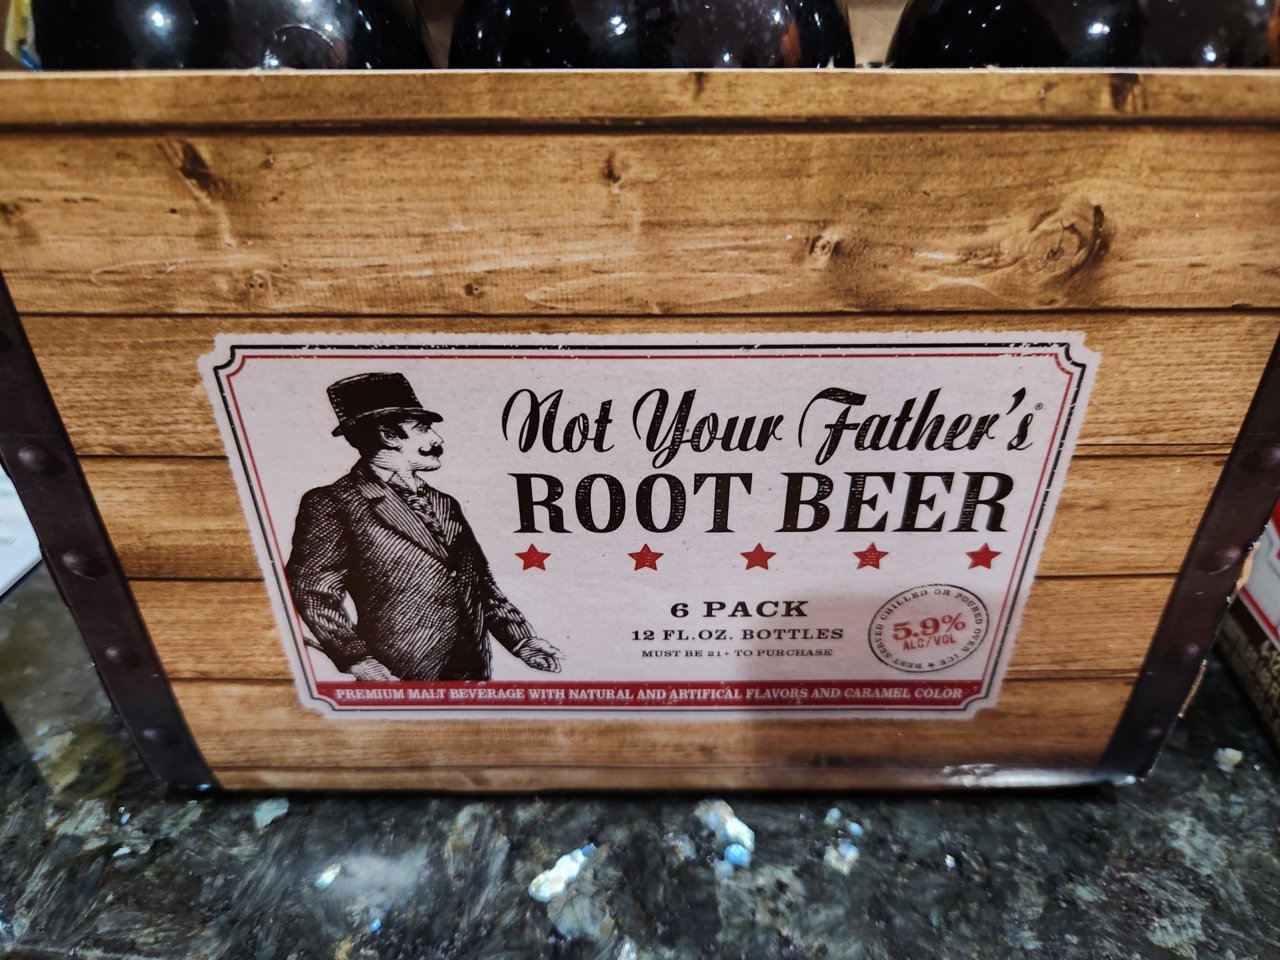 Not Your Father's®
ROOT BEER
6 PACK
12 FL.OZ. BOTTLES
MUST BE 21+ TO PURCHASE
BEST SERVED CHILLED OR POURED OVER ICE
5.9%
ALC/VOL
PREMIUM MALT BEVERAGE WITH NATURAL AND ARTIFICIAL FLAVORS AND CARAMEL COLOR